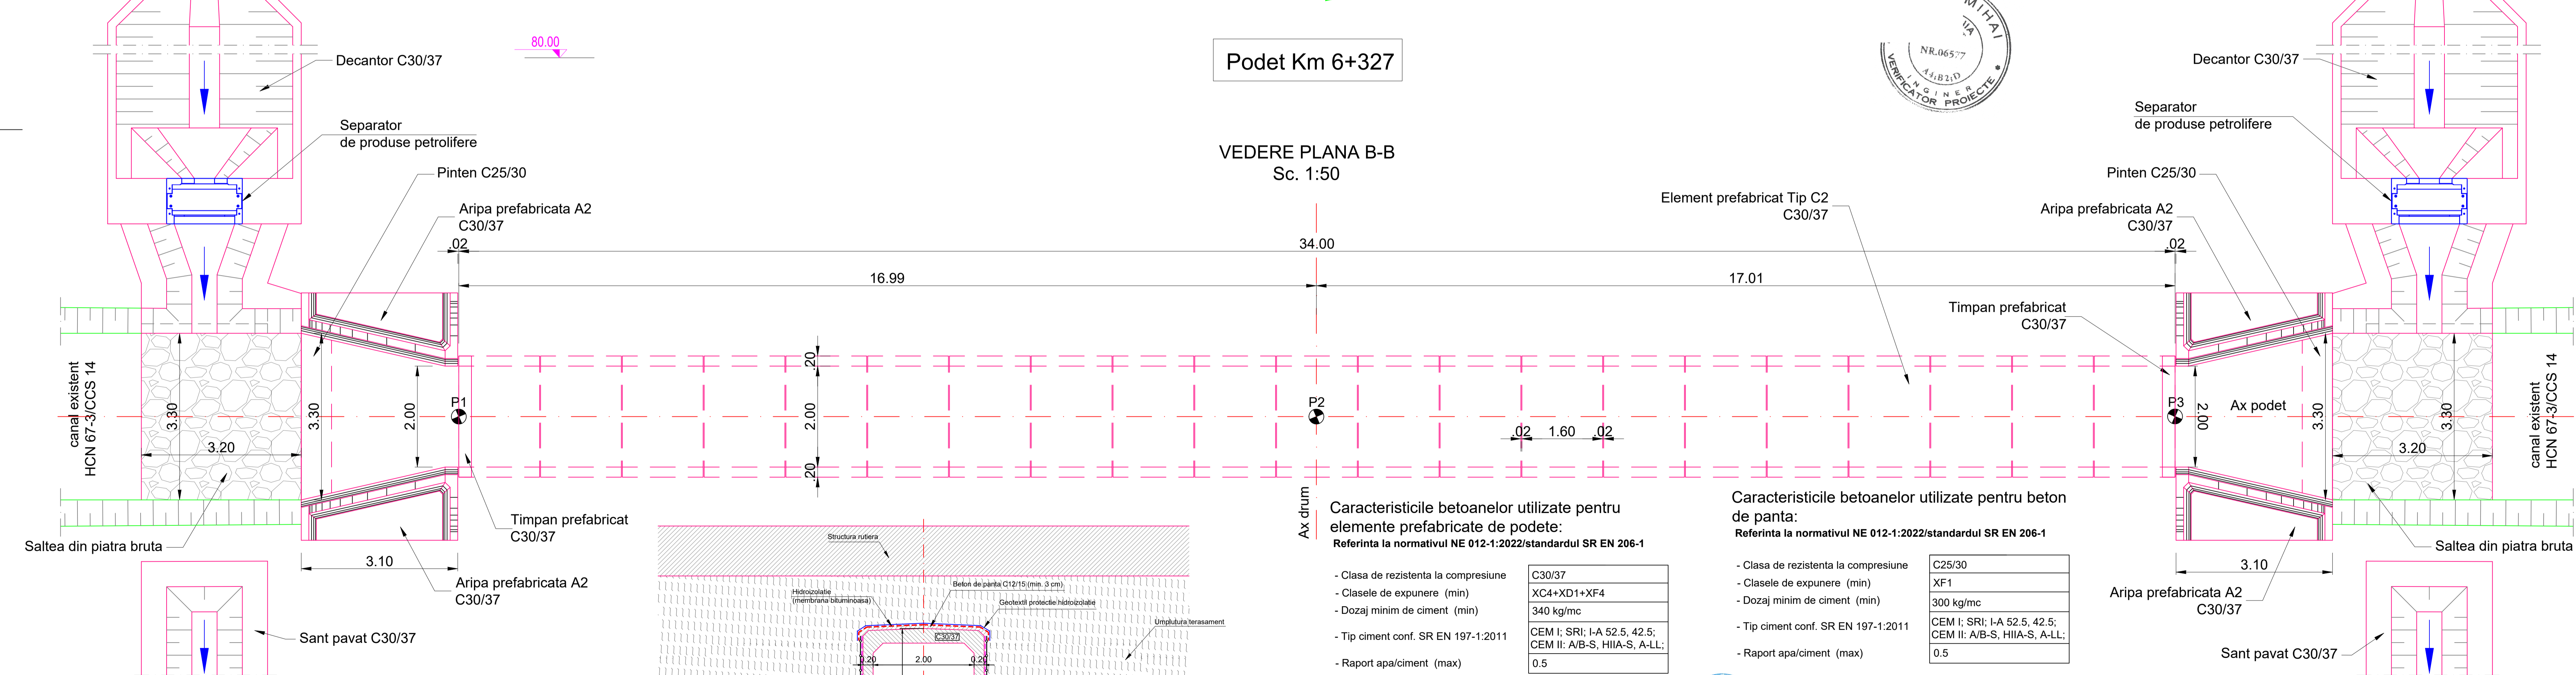 Decantor C30/37
80.00
Podet Km 6+327
MIHAI
NR.06577
A4;B2;D
INGINER
VERIFICATOR PROIECTE *
Decantor C30/37
Separator
de produse petrolifere
Separator
de produse petrolifere
VEDERE PLANA B-B
Sc. 1:50
Pinten C25/30
Pinten C25/30
Aripa prefabricata A2
C30/37
Element prefabricat Tip C2
C30/37
Aripa prefabricata A2
C30/37
.02
34.00
.02
16.99
17.01
Timpan prefabricat
C30/37
canal existent
HCN 67-3/CCS 14
3.30
3.20
3.30
2.00
P1
.20
2.00
.20
P2
.02
1.60
.02
P3
2.00
Ax podet
3.30
3.20
3.30
canal existent
HCN 67-3/CCS 14
Saltea din piatra bruta
3.10
Timpan prefabricat
C30/37
Aripa prefabricata A2
C30/37
Sant pavat C30/37
Ax drum
Structura rutiera
Beton de panta C12/15 (min. 3 cm)
Hidroizolatie
(membrana bituminoasa)
Geotextil protectie hidroizolatie
Umplutura terasament
C30/37
0.20
2.00
0.20
Caracteristicile betoanelor utilizate pentru
elemente prefabricate de podete:
Referinta la normativul NE 012-1:2022/standardul SR EN 206-1
- Clasa de rezistenta la compresiune C30/37
- Clasele de expunere (min) XC4+XD1+XF4
- Dozaj minim de ciment (min) 340 kg/mc
- Tip ciment conf. SR EN 197-1:2011 CEM I; SRI; I-A 52.5, 42.5;
CEM II: A/B-S, HIIA-S, A-LL;
- Raport apa/ciment (max) 0.5
Caracteristicile betoanelor utilizate pentru beton
de panta:
Referinta la normativul NE 012-1:2022/standardul SR EN 206-1
- Clasa de rezistenta la compresiune C25/30
- Clasele de expunere (min) XF1
- Dozaj minim de ciment (min) 300 kg/mc
- Tip ciment conf. SR EN 197-1:2011 CEM I; SRI; I-A 52.5, 42.5;
CEM II: A/B-S, HIIA-S, A-LL;
- Raport apa/ciment (max) 0.5
Saltea din piatra bruta
3.10
Aripa prefabricata A2
C30/37
Sant pavat C30/37